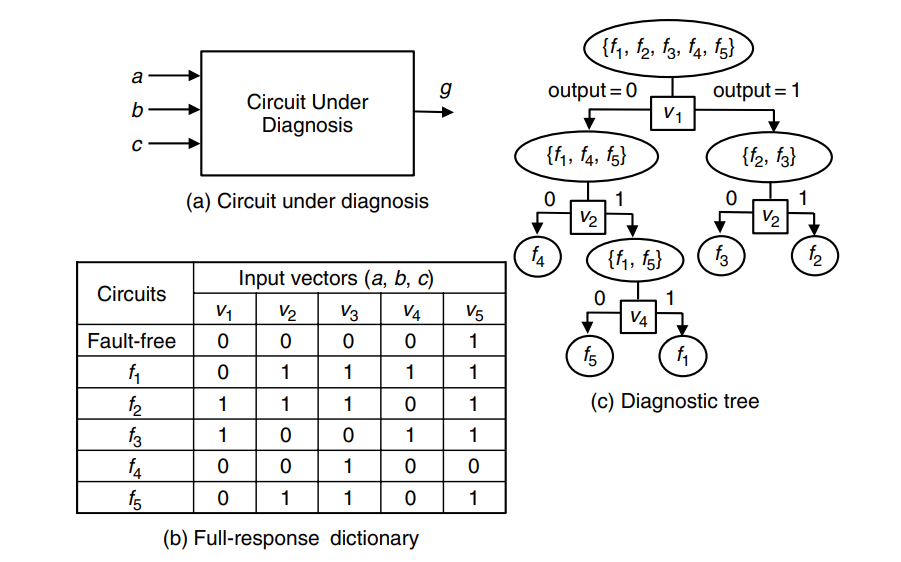 a
b
c
Circuit Under
Diagnosis
g
(a) Circuit under diagnosis
Circuits
Input vectors (a, b, c)
v1 v2 v3 v4 v5
Fault-free 0 0 0 0 1
f1 0 1 1 1 1
f2 1 1 1 0 1
f3 1 0 0 1 1
f4 0 0 1 0 0
f5 0 1 1 0 1
(b) Full-response dictionary
{f1, f2, f3, f4, f5}
output = 0 output = 1
v1
{f1, f4, f5} {f2, f3}
0 1 0 1
v2 v2
f4 {f1, f5} f3 f2
0 1
v4
f5 f1
(c) Diagnostic tree